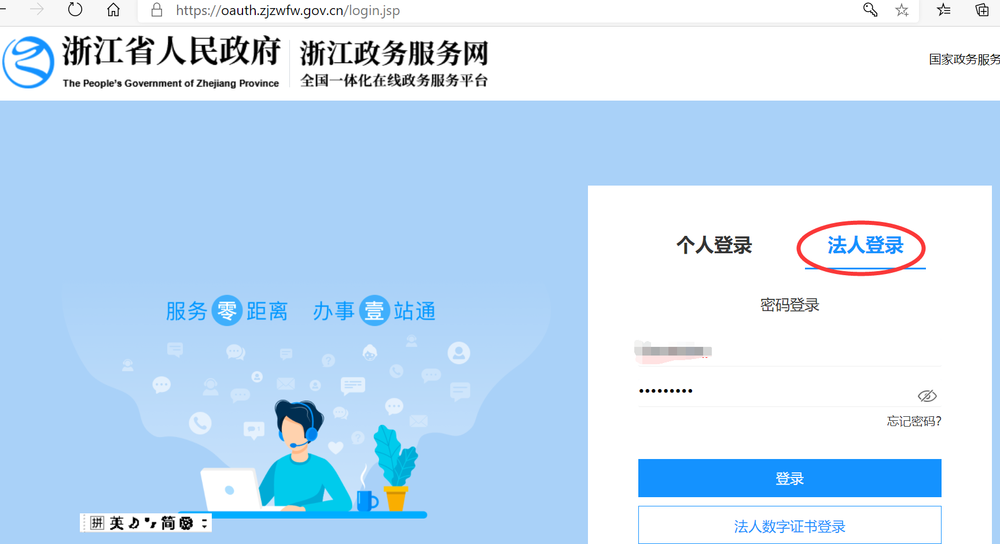 https://oauth.zjzwfw.gov.cn/login.jsp
浙江省人民政府
The People's Government of Zhejiang Province
浙江政务服务网
全国一体化在线政务服务平台
国家政务服务
个人登录 法人登录
密码登录
•••••••••
忘记密码?
登录
法人数字证书登录
服务零距离 办事壹站通
拼 英 简